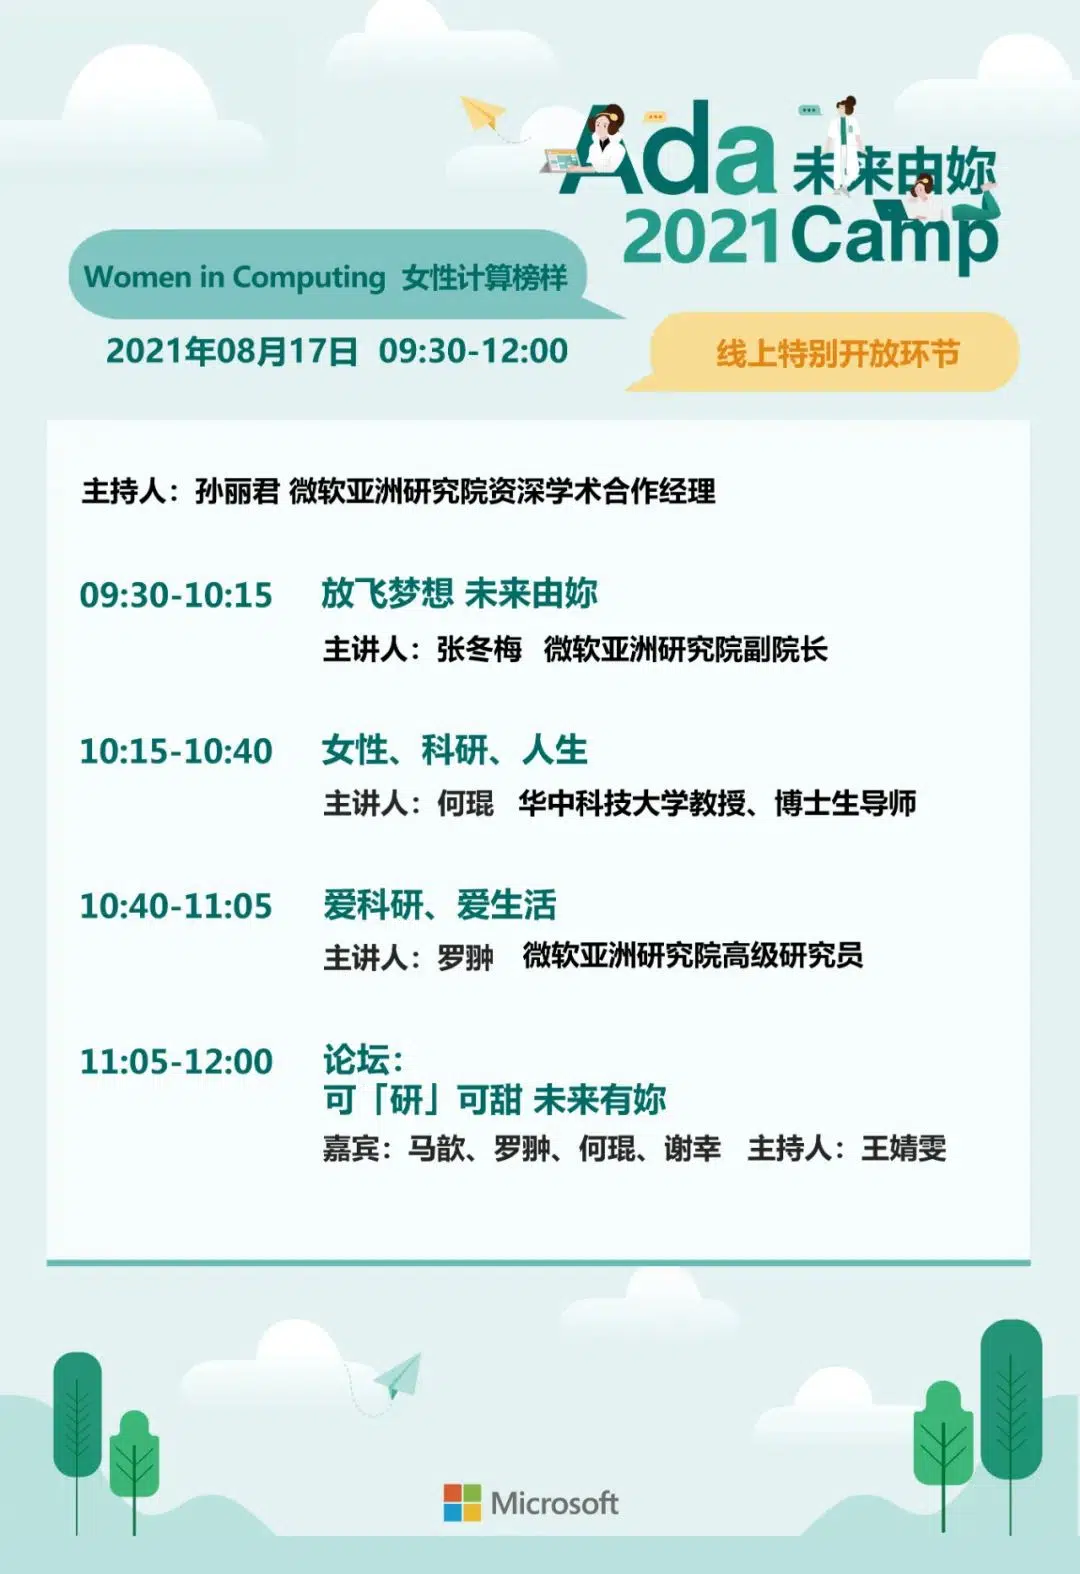 Ada 未来由妳
2021 Camp
Women in Computing 女性计算榜样
2021年08月17日 09:30-12:00
线上特别开放环节
主持人：孙丽君 微软亚洲研究院资深学术合作经理
09:30-10:15 放飞梦想 未来由妳
主讲人：张冬梅 微软亚洲研究院副院长
10:15-10:40 女性、科研、人生
主讲人：何琨 华中科技大学教授、博士生导师
10:40-11:05 爱科研、爱生活
主讲人：罗翀 微软亚洲研究院高级研究员
11:05-12:00 论坛：
可「研」可甜 未来有妳
嘉宾：马歆、罗翀、何琨、谢幸 主持人：王婧雯
Microsoft